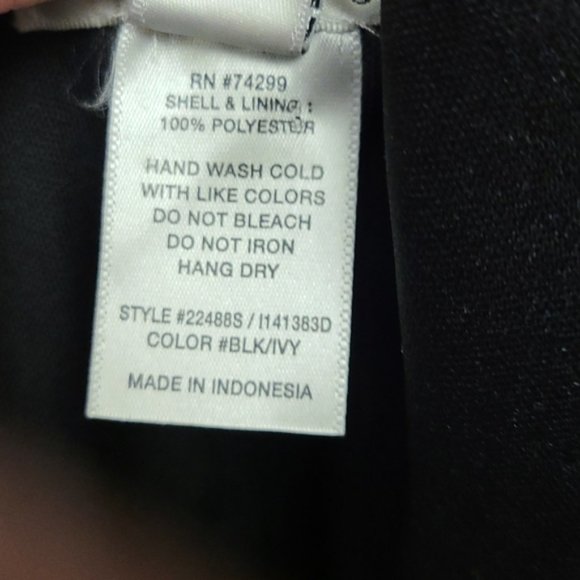 RN #74299
SHELL & LINING :
100% POLYESTER
HAND WASH COLD
WITH LIKE COLORS
DO NOT BLEACH
DO NOT IRON
HANG DRY
STYLE #22488S / I141383D
COLOR #BLK/IVY
MADE IN INDONESIA